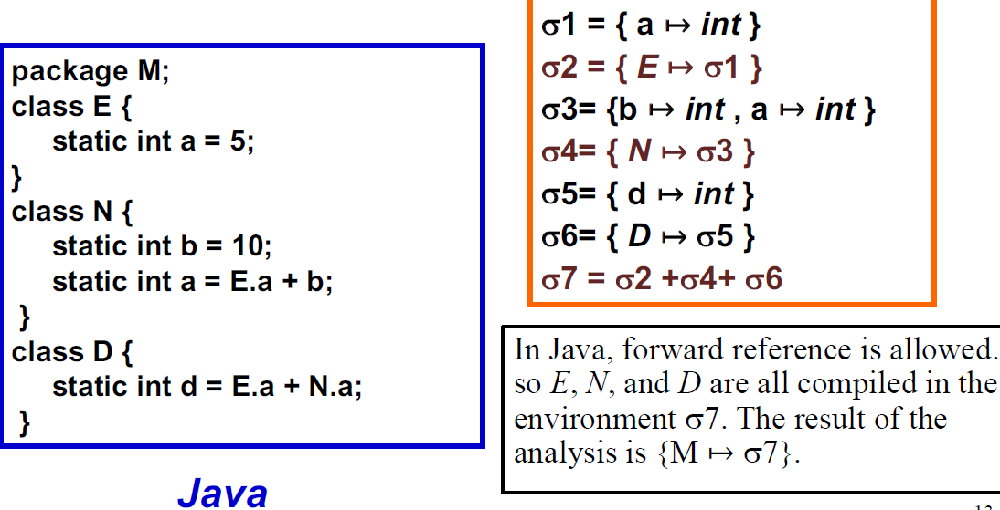 package M;
class E {
static int a = 5;
}
class N {
static int b = 10;
static int a = E.a + b;
}
class D {
static int d = E.a + N.a;
}
Java
σ1 = { a ↦ int }
σ2 = { E ↦ σ1 }
σ3= {b ↦ int , a ↦ int }
σ4= { N ↦ σ3 }
σ5= { d ↦ int }
σ6= { D ↦ σ5 }
σ7 = σ2 +σ4+ σ6
In Java, forward reference is allowed.
so E, N, and D are all compiled in the
environment σ7. The result of the
analysis is {M ↦ σ7}.